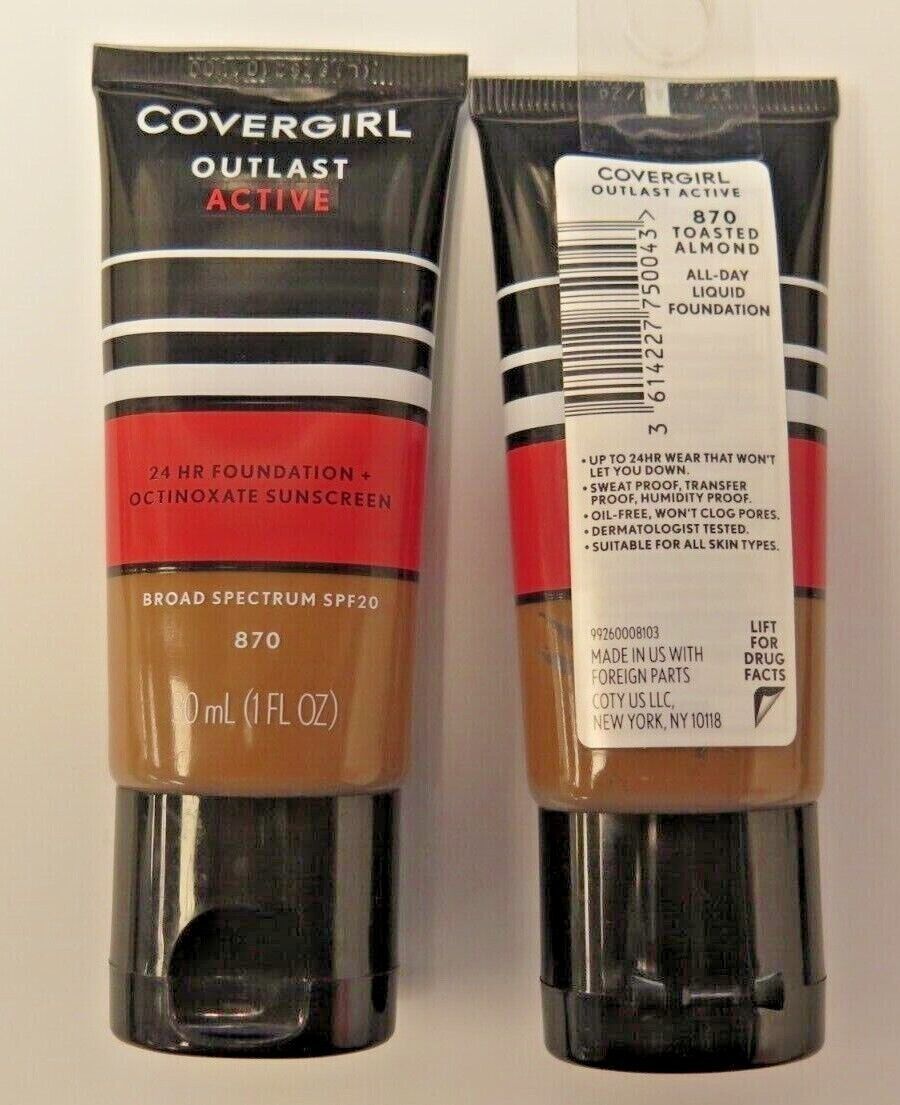 COVERGIRL
OUTLAST
ACTIVE
24 HR FOUNDATION +
OCTINOXATE SUNSCREEN
BROAD SPECTRUM SPF20
870
30 mL (1 FL OZ)
COVERGIRL
OUTLAST ACTIVE
870
TOASTED
ALMOND
ALL-DAY
LIQUID
FOUNDATION
3 614227 750043 >
• UP TO 24HR WEAR THAT WON'T
LET YOU DOWN.
• SWEAT PROOF, TRANSFER
PROOF, HUMIDITY PROOF.
• OIL-FREE, WON'T CLOG PORES.
• DERMATOLOGIST TESTED.
• SUITABLE FOR ALL SKIN TYPES.
99260008103
MADE IN US WITH
FOREIGN PARTS
COTY US LLC,
NEW YORK, NY 10118
LIFT
FOR
DRUG
FACTS